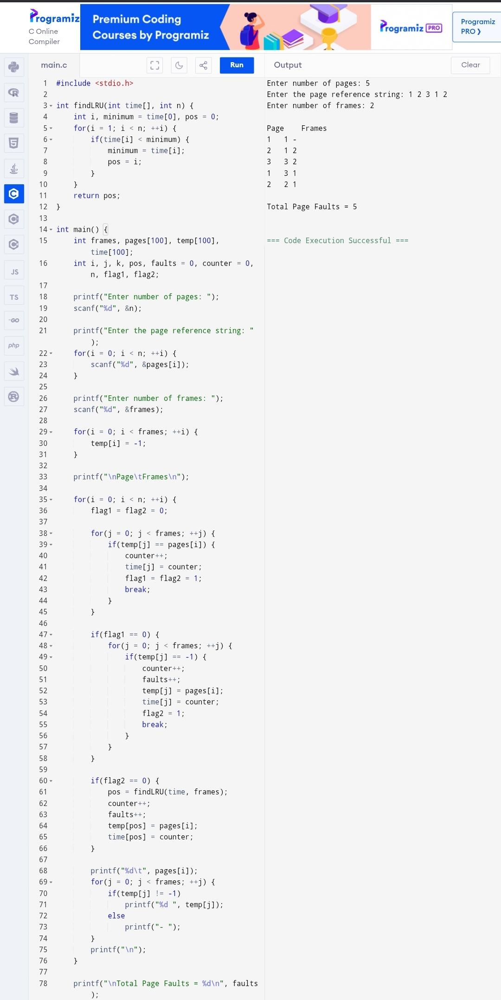 Programiz
C Online
Compiler
Premium Coding
Courses by Programiz
Programiz PRO
Programiz
PRO ❯
main.c
Run
Output
Clear
JS
TS
GO
php
1 #include <stdio.h>
2
3 int findLRU(int time[], int n) {
4     int i, minimum = time[0], pos = 0;
5     for(i = 1; i < n; ++i) {
6         if(time[i] < minimum) {
7             minimum = time[i];
8             pos = i;
9         }
10     }
11     return pos;
12 }
13
14 int main() {
15     int frames, pages[100], temp[100],
        time[100];
16     int i, j, k, pos, faults = 0, counter = 0,
        n, flag1, flag2;
17
18     printf("Enter number of pages: ");
19     scanf("%d", &n);
20
21     printf("Enter the page reference string: "
        );
22     for(i = 0; i < n; ++i) {
23         scanf("%d", &pages[i]);
24     }
25
26     printf("Enter number of frames: ");
27     scanf("%d", &frames);
28
29     for(i = 0; i < frames; ++i) {
30         temp[i] = -1;
31     }
32
33     printf("\nPage\tFrames\n");
34
35     for(i = 0; i < n; ++i) {
36         flag1 = flag2 = 0;
37
38         for(j = 0; j < frames; ++j) {
39             if(temp[j] == pages[i]) {
40                 counter++;
41                 time[j] = counter;
42                 flag1 = flag2 = 1;
43                 break;
44             }
45         }
46
47         if(flag1 == 0) {
48             for(j = 0; j < frames; ++j) {
49                 if(temp[j] == -1) {
50                     counter++;
51                     faults++;
52                     temp[j] = pages[i];
53                     time[j] = counter;
54                     flag2 = 1;
55                     break;
56                 }
57             }
58         }
59
60         if(flag2 == 0) {
61             pos = findLRU(time, frames);
62             counter++;
63             faults++;
64             temp[pos] = pages[i];
65             time[pos] = counter;
66         }
67
68         printf("%d\t", pages[i]);
69         for(j = 0; j < frames; ++j) {
70             if(temp[j] != -1)
71                 printf("%d ", temp[j]);
72             else
73                 printf("- ");
74         }
75         printf("\n");
76     }
77
78     printf("\nTotal Page Faults = %d\n", faults
        );
Enter number of pages: 5
Enter the page reference string: 1 2 3 1 2
Enter number of frames: 2

Page    Frames
1   1 -
2   1 2
3   3 2
1   3 1
2   2 1

Total Page Faults = 5

=== Code Execution Successful ===